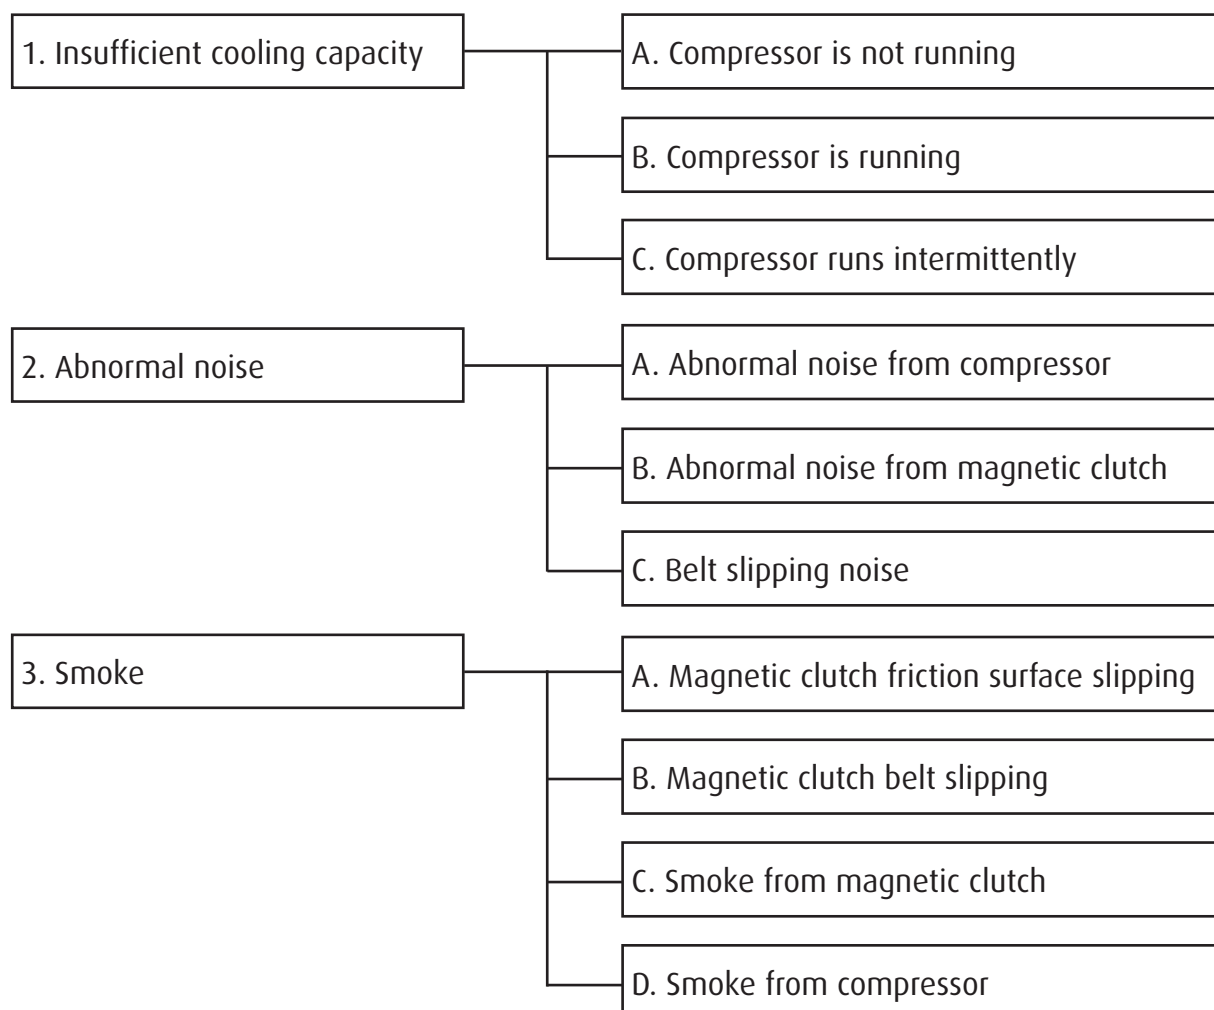 1. Insufficient cooling capacity
A. Compressor is not running
B. Compressor is running
C. Compressor runs intermittently
2. Abnormal noise
A. Abnormal noise from compressor
B. Abnormal noise from magnetic clutch
C. Belt slipping noise
3. Smoke
A. Magnetic clutch friction surface slipping
B. Magnetic clutch belt slipping
C. Smoke from magnetic clutch
D. Smoke from compressor